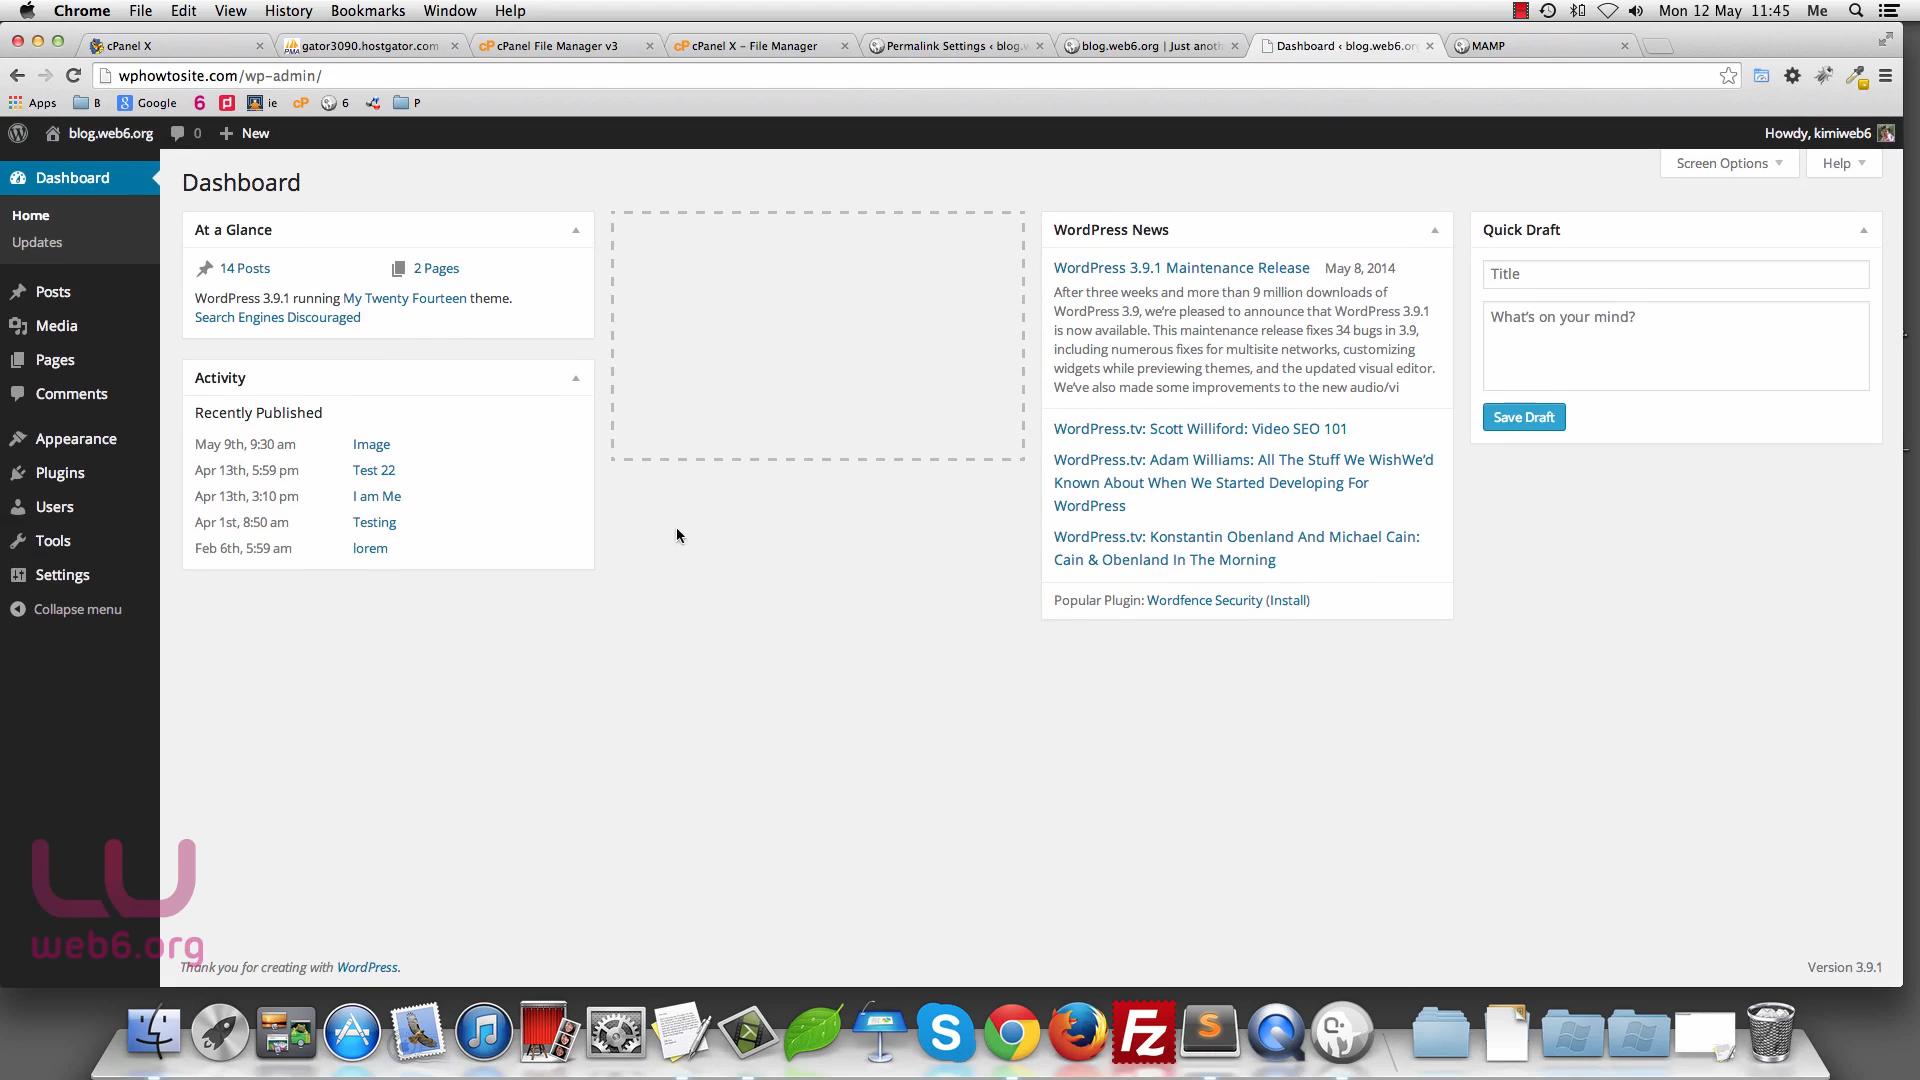 Chrome File Edit View History Bookmarks Window Help Mon 12 May 11:45 Me
cPanel X
gator3090.hostgator.com
cPanel File Manager v3
cPanel X - File Manager
Permalink Settings ‹ blog.w
blog.web6.org | Just anoth
Dashboard ‹ blog.web6.org
MAMP
wphowtosite.com/wp-admin/
Apps B Google 6 ie cP 6 P
blog.web6.org 0 + New Howdy, kimiweb6
Dashboard
Home
Updates
Posts
Media
Pages
Comments
Appearance
Plugins
Users
Tools
Settings
Collapse menu
Screen Options Help
Dashboard
At a Glance
14 Posts 2 Pages
WordPress 3.9.1 running My Twenty Fourteen theme.
Search Engines Discouraged
Activity
Recently Published
May 9th, 9:30 am Image
Apr 13th, 5:59 pm Test 22
Apr 13th, 3:10 pm I am Me
Apr 1st, 8:50 am Testing
Feb 6th, 5:59 am lorem
WordPress News
WordPress 3.9.1 Maintenance Release May 8, 2014
After three weeks and more than 9 million downloads of
WordPress 3.9, we're pleased to announce that WordPress 3.9.1
is now available. This maintenance release fixes 34 bugs in 3.9,
including numerous fixes for multisite networks, customizing
widgets while previewing themes, and the updated visual editor.
We've also made some improvements to the new audio/vi
WordPress.tv: Scott Williford: Video SEO 101
WordPress.tv: Adam Williams: All The Stuff We WishWe'd
Known About When We Started Developing For
WordPress
WordPress.tv: Konstantin Obenland And Michael Cain:
Cain & Obenland In The Morning
Popular Plugin: Wordfence Security (Install)
Quick Draft
Title
What's on your mind?
Save Draft
web6.org
Thank you for creating with WordPress.
Version 3.9.1